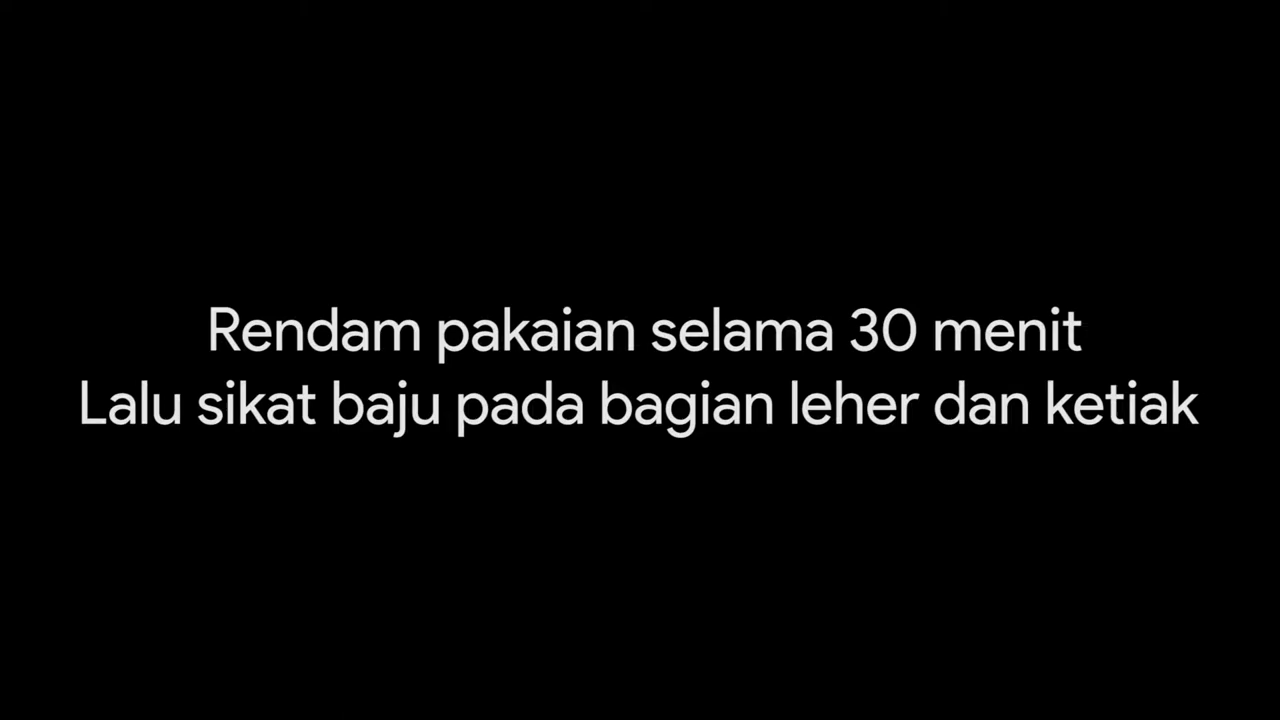 Rendam pakaian selama 30 menit
Lalu sikat baju pada bagian leher dan ketiak